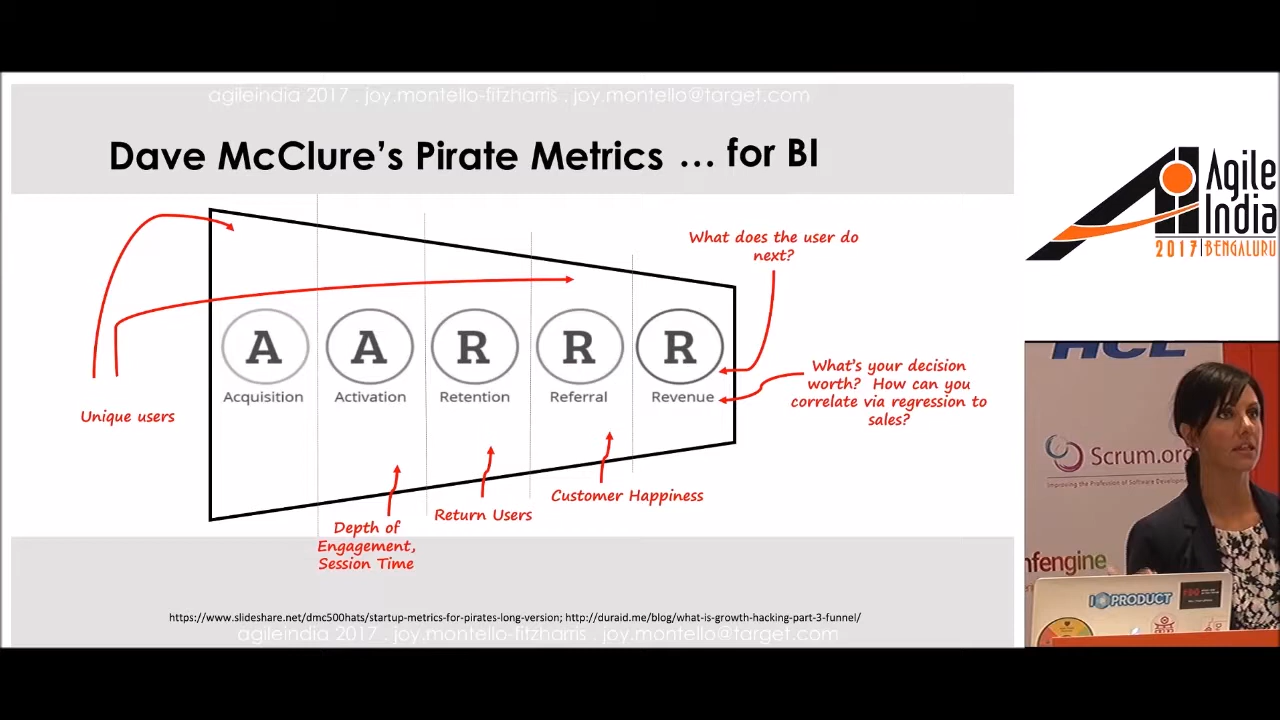 agileindia 2017 . joy.montello-fitzharris . joy.montello@target.com
Dave McClure's Pirate Metrics ... for BI
Agile
India
2017 | BENGALURU
What does the user do
next?
A A R R R
Acquisition Activation Retention Referral Revenue
What's your decision
worth? How can you
correlate via regression to
sales?
Unique users
Customer Happiness
Return Users
Depth of
Engagement,
Session Time
https://www.slideshare.net/dmc500hats/startup-metrics-for-pirates-long-version; http://duraid.me/blog/what-is-growth-hacking-part-3-funnel/
agileindia 2017 . joy.montello-fitzharris . joy.montello@target.com
HCL
Scrum.org
Improving the Profession of Software Developm
nfengine
PRODUCT